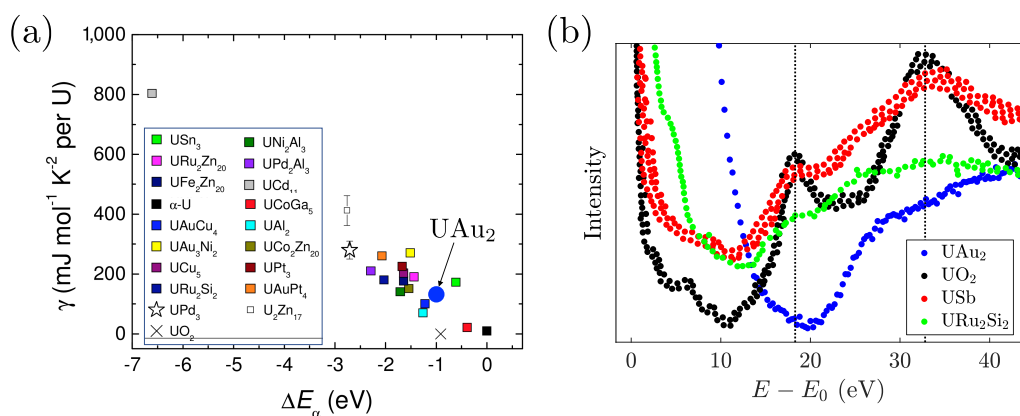 (a)
1,000
800
600
400
200
0
γ (mJ mol⁻¹ K⁻² per U)
USn₃
URu₂Zn₂₀
UFe₂Zn₂₀
α-U
UAuCu₄
UAu₃Ni₂
UCu₅
URu₂Si₂
UPd₃
UO₂
UNi₂Al₃
UPd₂Al₃
UCd₁₁
UCoGa₅
UAl₂
UCo₂Zn₂₀
UPt₃
UAuPt₄
U₂Zn₁₇
UAu₂
-7 -6 -5 -4 -3 -2 -1 0
ΔEα (eV)
(b)
Intensity
UAu₂
UO₂
USb
URu₂Si₂
0 10 20 30 40
E − E₀ (eV)